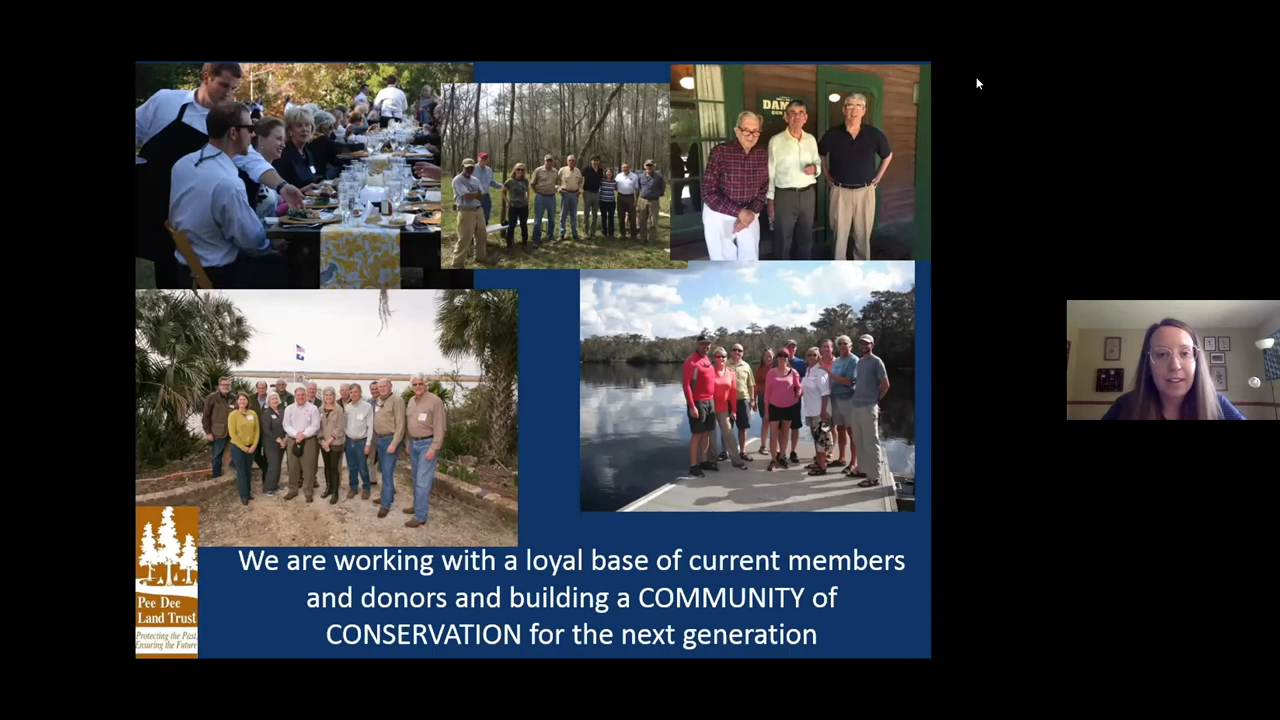 DAM
We are working with a loyal base of current members
and donors and building a COMMUNITY of
CONSERVATION for the next generation
Pee Dee
Land Trust
Protecting the Past,
Ensuring the Future